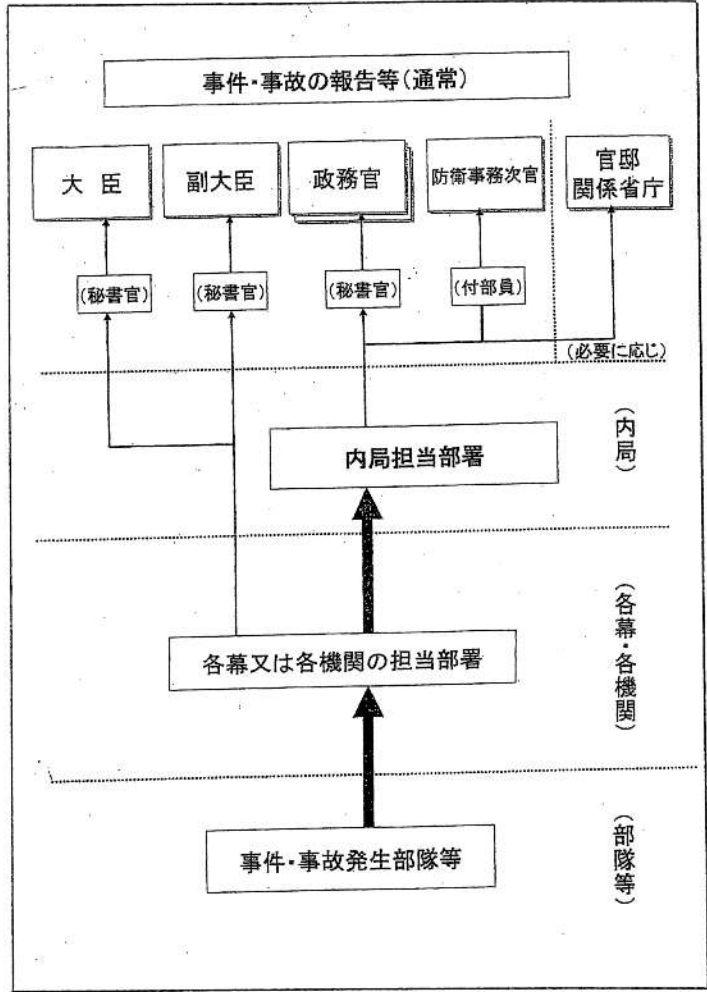 事件・事故の報告等(通常)
大臣
副大臣
政務官
防衛事務次官
官邸
関係省庁
(秘書官)
(秘書官)
(秘書官)
(付部員)
(必要に応じ)
内局担当部署
(内局)
各幕又は各機関の担当部署
(各幕・各機関)
事件・事故発生部隊等
(部隊等)